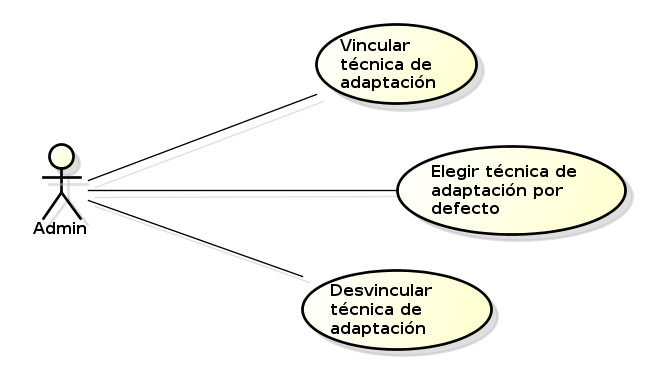 Vincular
técnica de
adaptación
Elegir técnica de
adaptación por
defecto
Admin
Desvincular
técnica de
adaptación